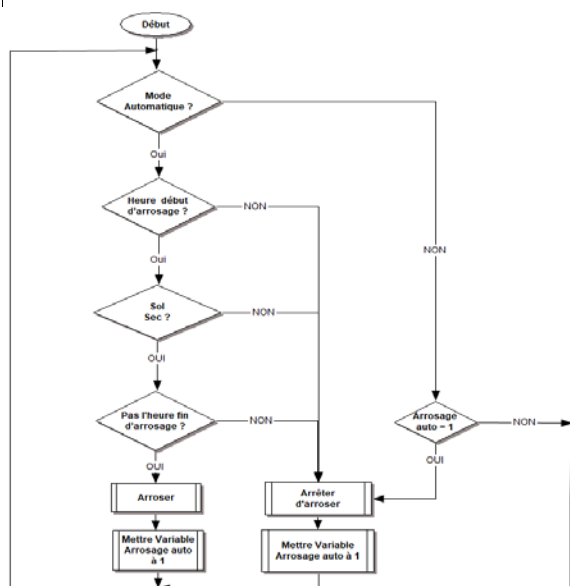 Début
Mode
Automatique ?
Oui
Heure début
d'arrosage ?
NON
Oui
NON
Sol
Sec ?
NON
OUI
Pas l'heure fin
d'arrosage ?
NON
Arrosage
auto = 1
NON
OUI
OUI
Arroser
Arrêter
d'arroser
Mettre Variable
Arrosage auto
à 1
Mettre Variable
Arrosage auto à 1